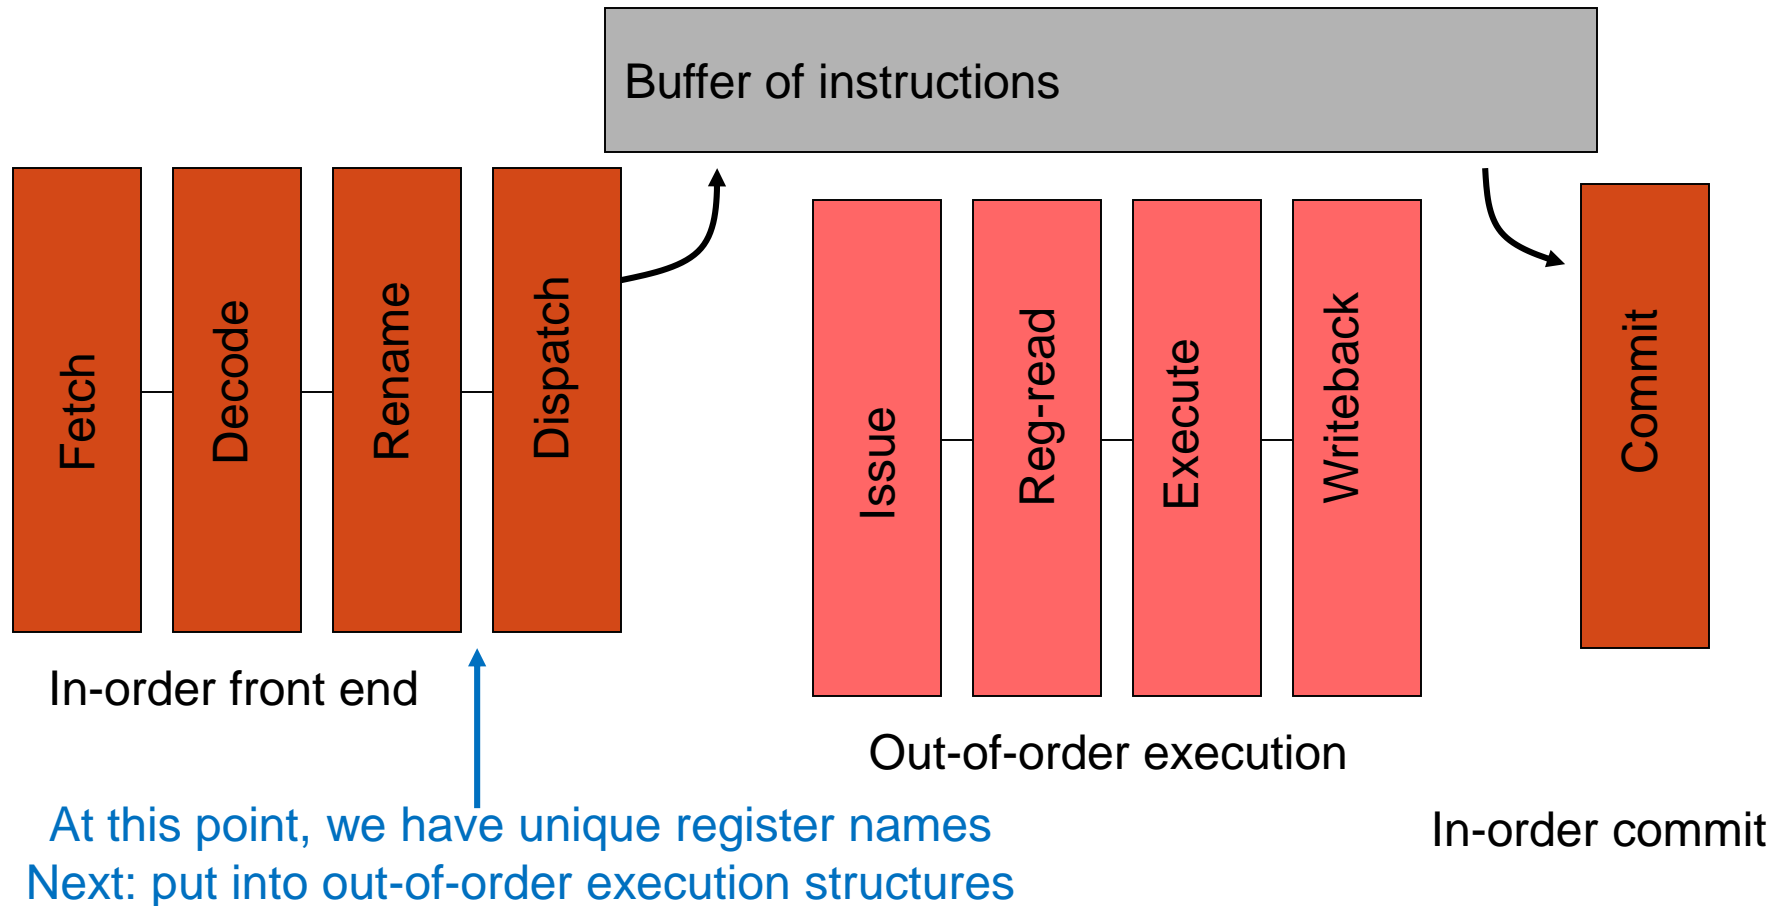 Buffer of instructions
Fetch
Decode
Rename
Dispatch
Issue
Reg-read
Execute
Writeback
Commit
In-order front end
Out-of-order execution
In-order commit
At this point, we have unique register names
Next: put into out-of-order execution structures